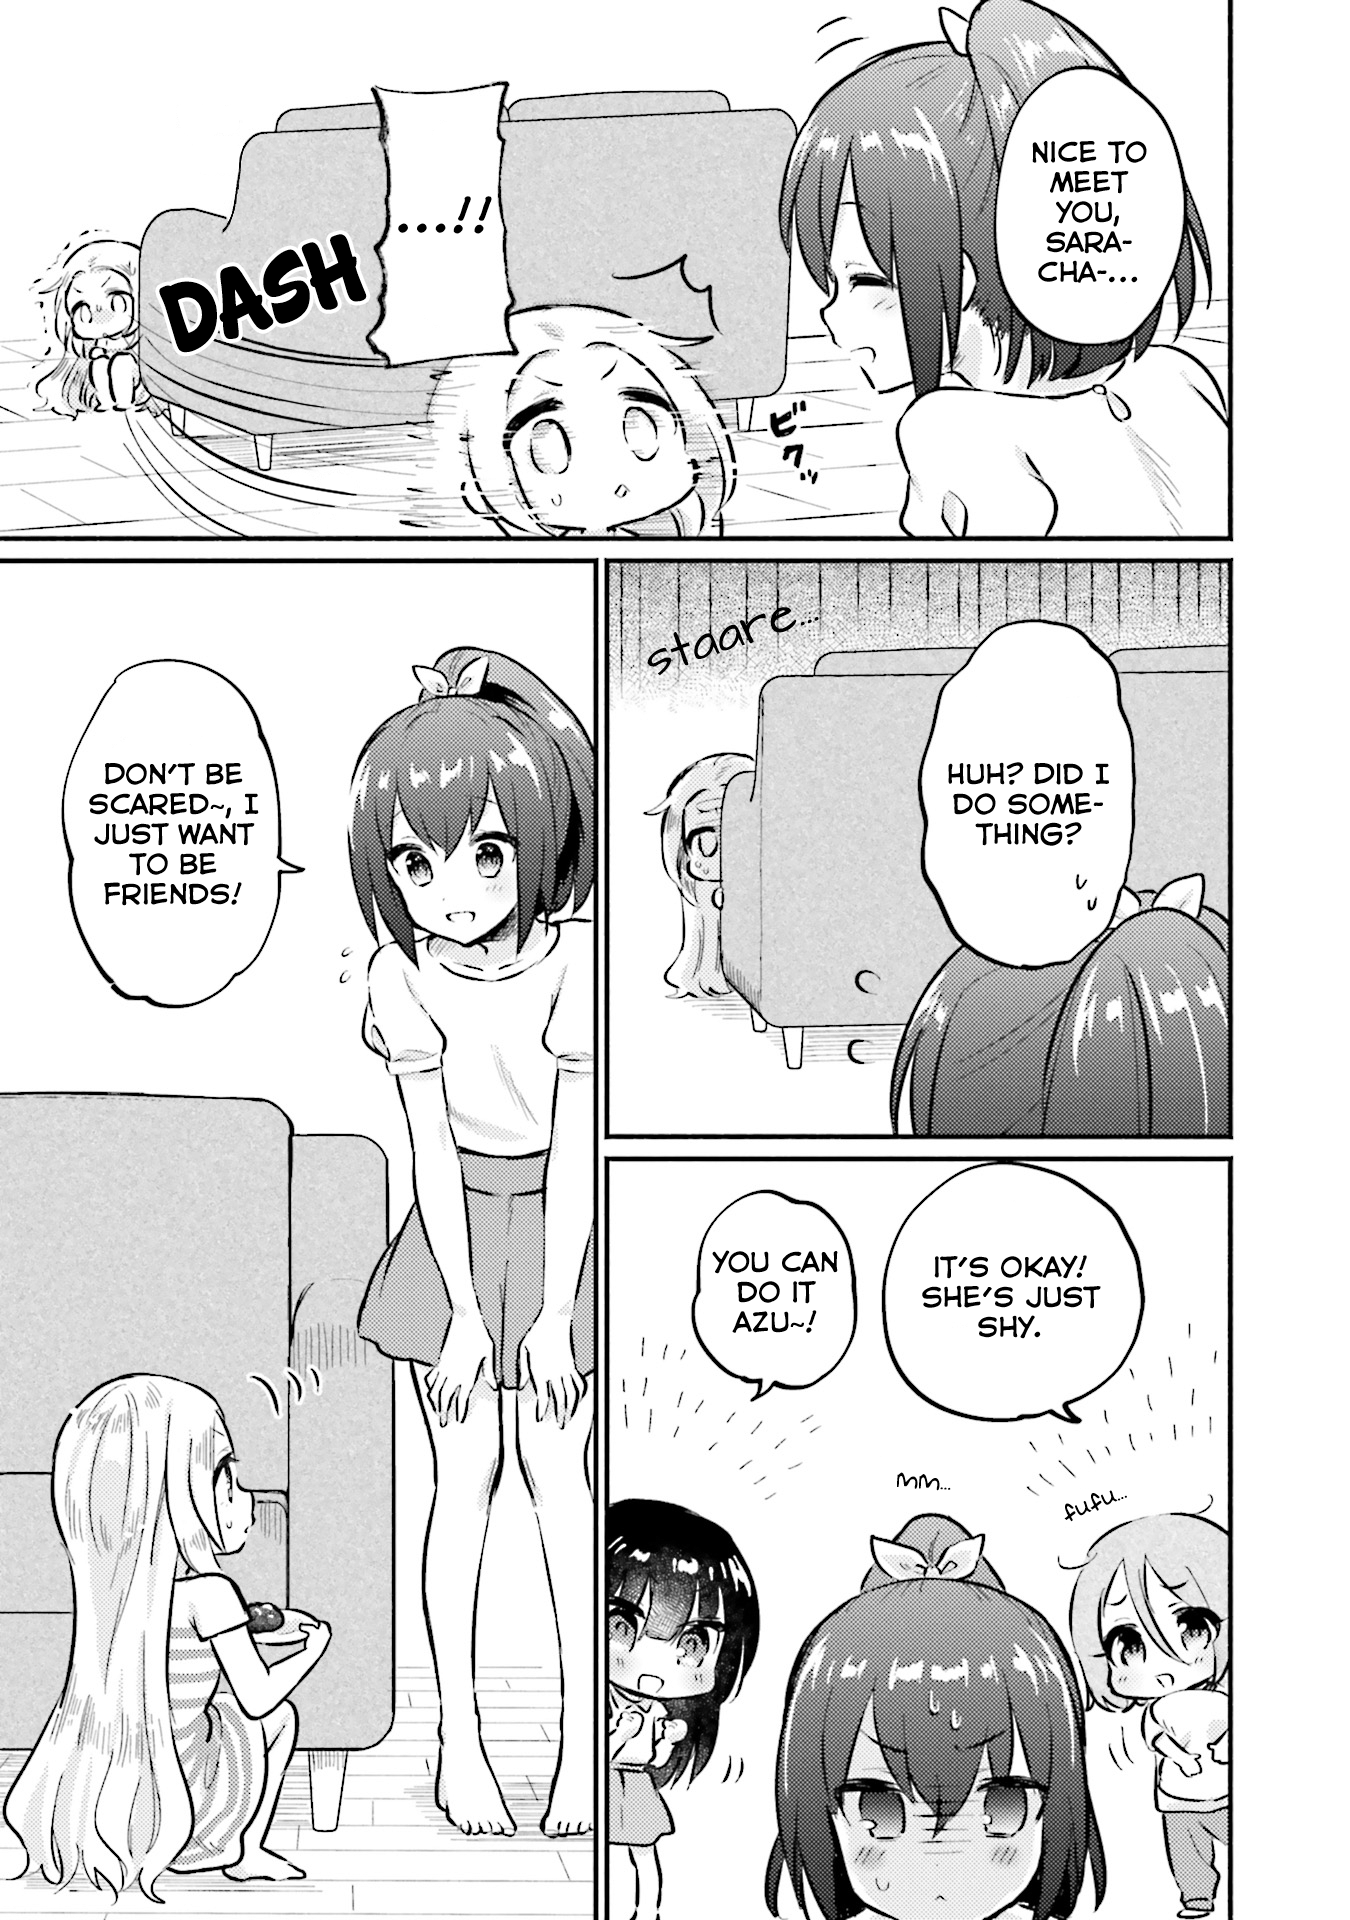 NICE TO
MEET
YOU,
SARA-
CHA-...
ビクッ
...!!
DASH
staare...
HUH? DID I
DO SOME-
THING?
IT'S OKAY!
SHE'S JUST
SHY.
YOU CAN
DO IT
AZU~!
MM...
fufu...
DON'T BE
SCARED~, I
JUST WANT
TO BE
FRIENDS!